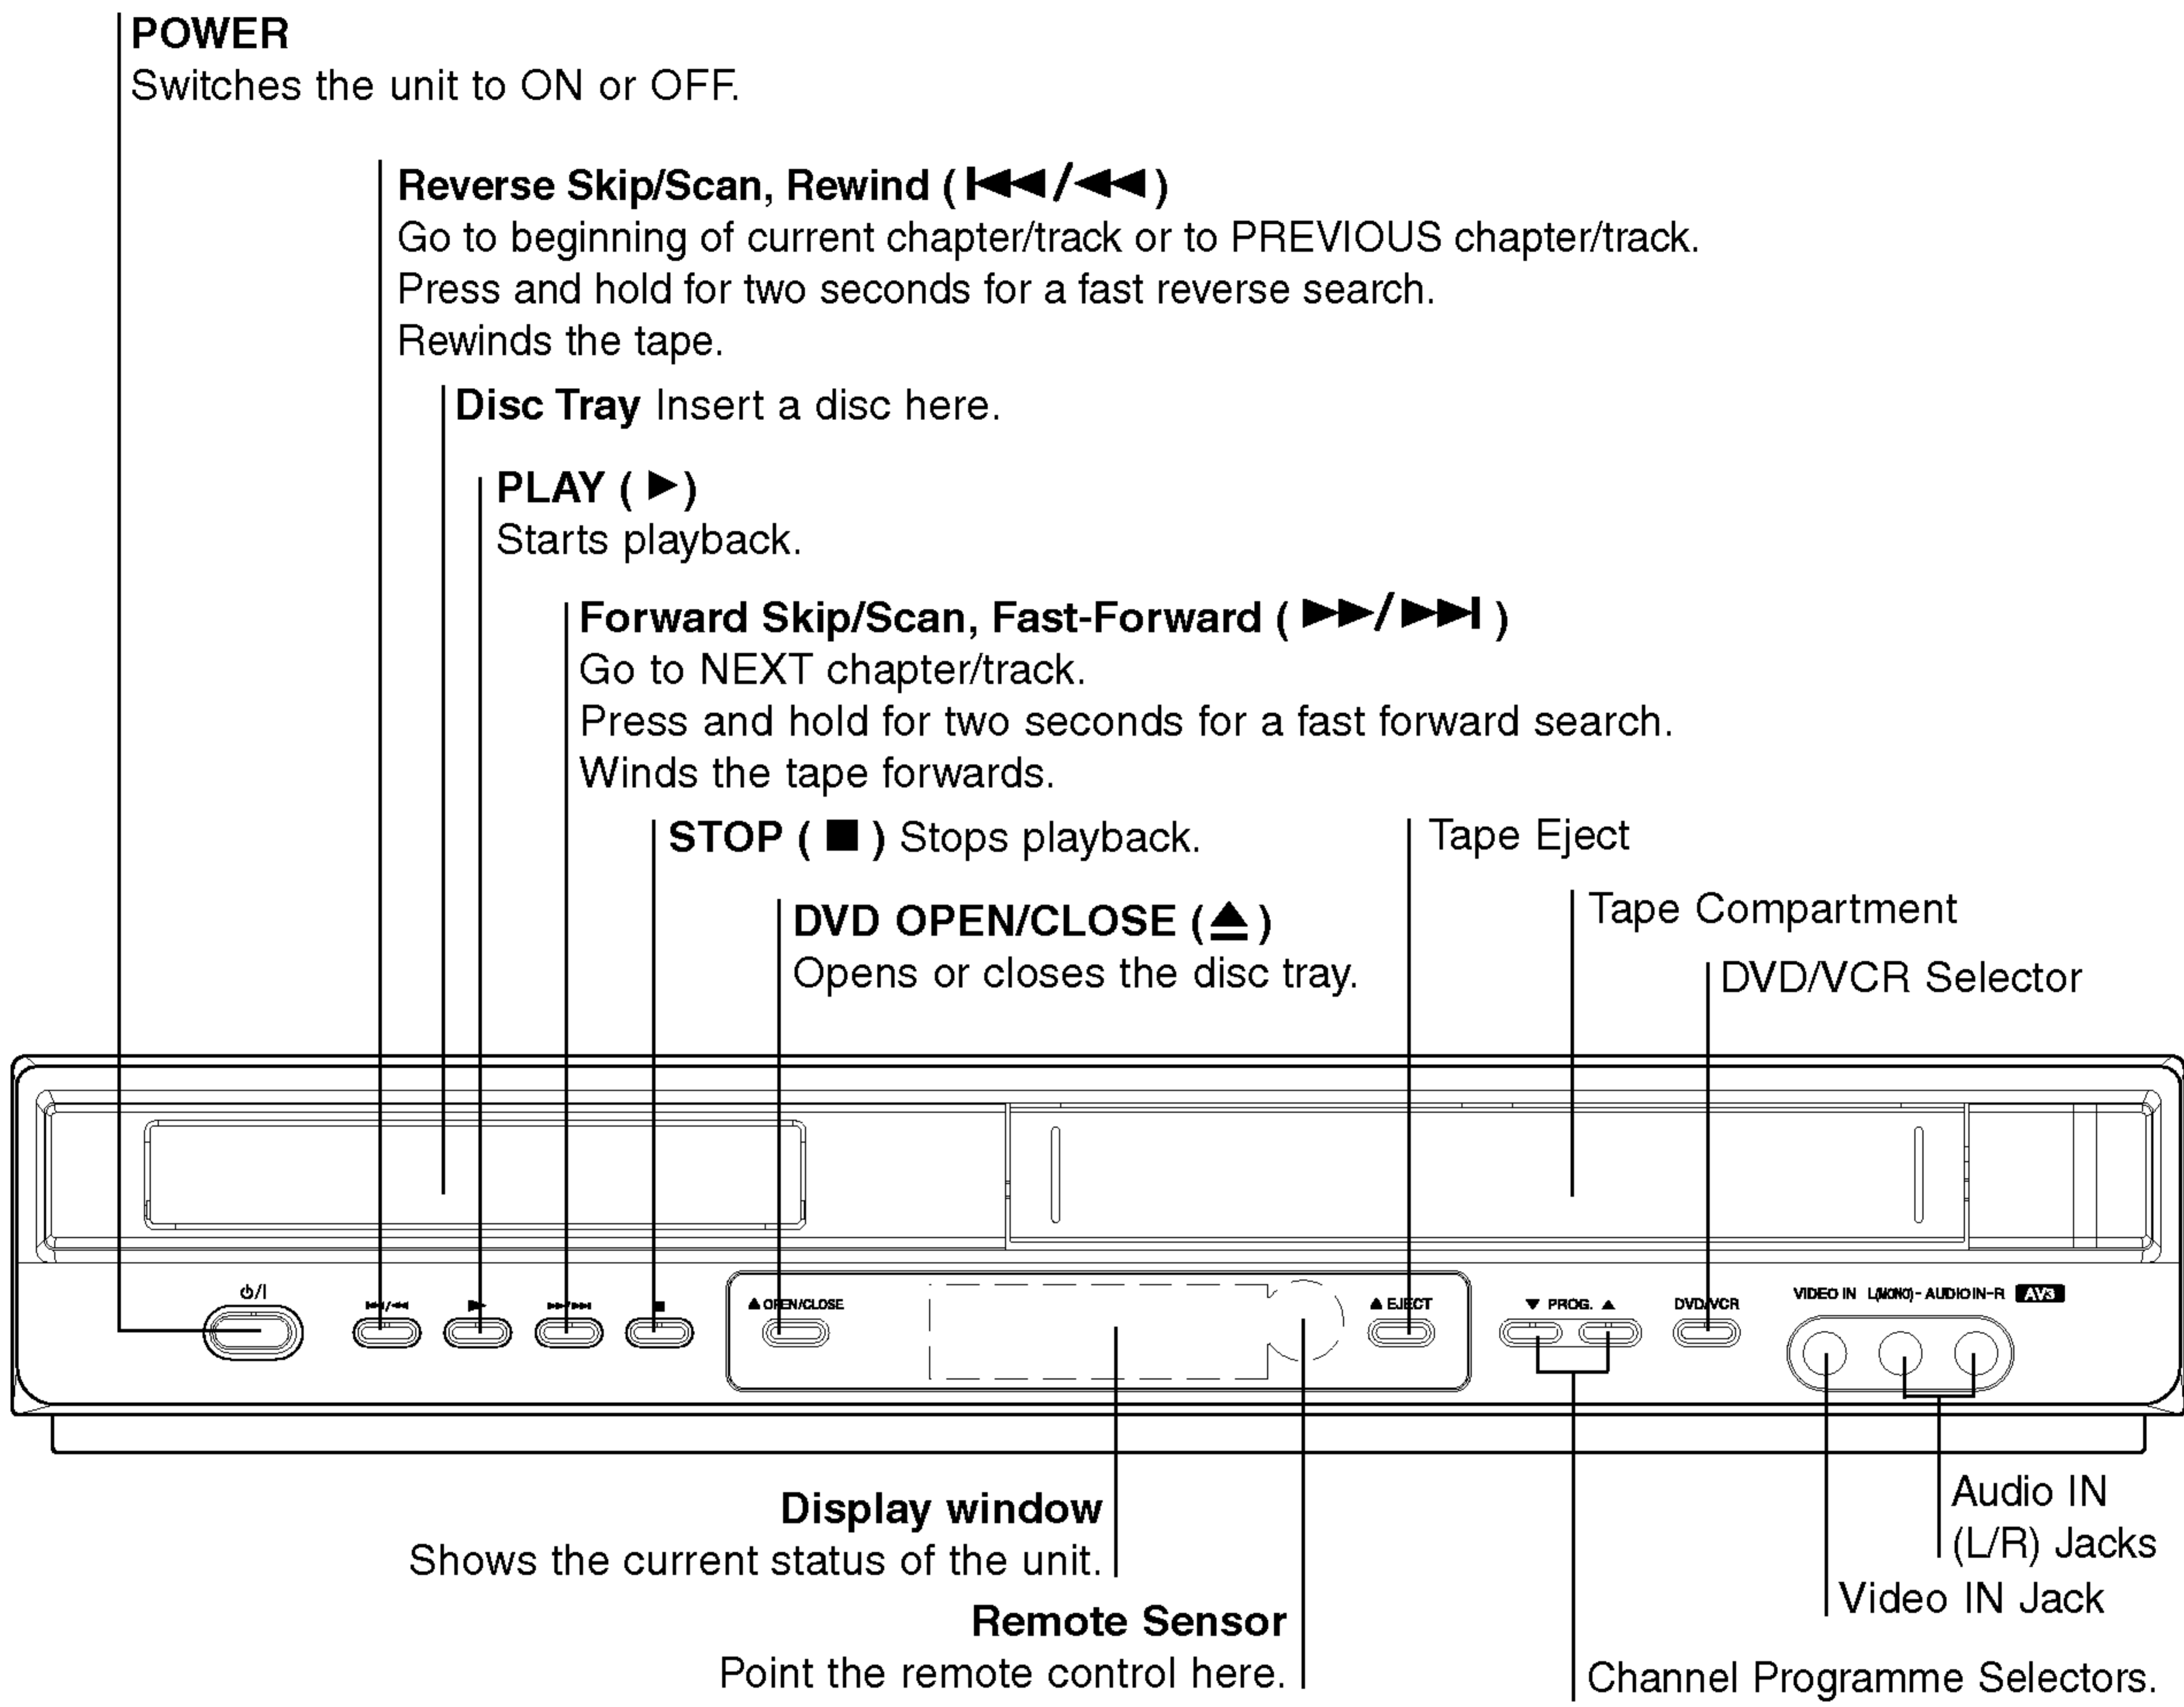 POWER
Switches the unit to ON or OFF.
Reverse Skip/Scan, Rewind (⏮/◀◀)
Go to beginning of current chapter/track or to PREVIOUS chapter/track.
Press and hold for two seconds for a fast reverse search.
Rewinds the tape.
Disc Tray Insert a disc here.
PLAY (▶)
Starts playback.
Forward Skip/Scan, Fast-Forward (▶▶/⏭)
Go to NEXT chapter/track.
Press and hold for two seconds for a fast forward search.
Winds the tape forwards.
STOP (■) Stops playback.
Tape Eject
DVD OPEN/CLOSE (⏏)
Opens or closes the disc tray.
Tape Compartment
DVD/VCR Selector
⏻/I
⏮/◀◀
▶
▶▶/⏭
■
▲ OPEN/CLOSE
▲ EJECT
▼ PROG. ▲
DVD/VCR
VIDEO IN L(MONO) - AUDIO IN - R AV3
Display window
Shows the current status of the unit.
Remote Sensor
Point the remote control here.
Audio IN
(L/R) Jacks
Video IN Jack
Channel Programme Selectors.